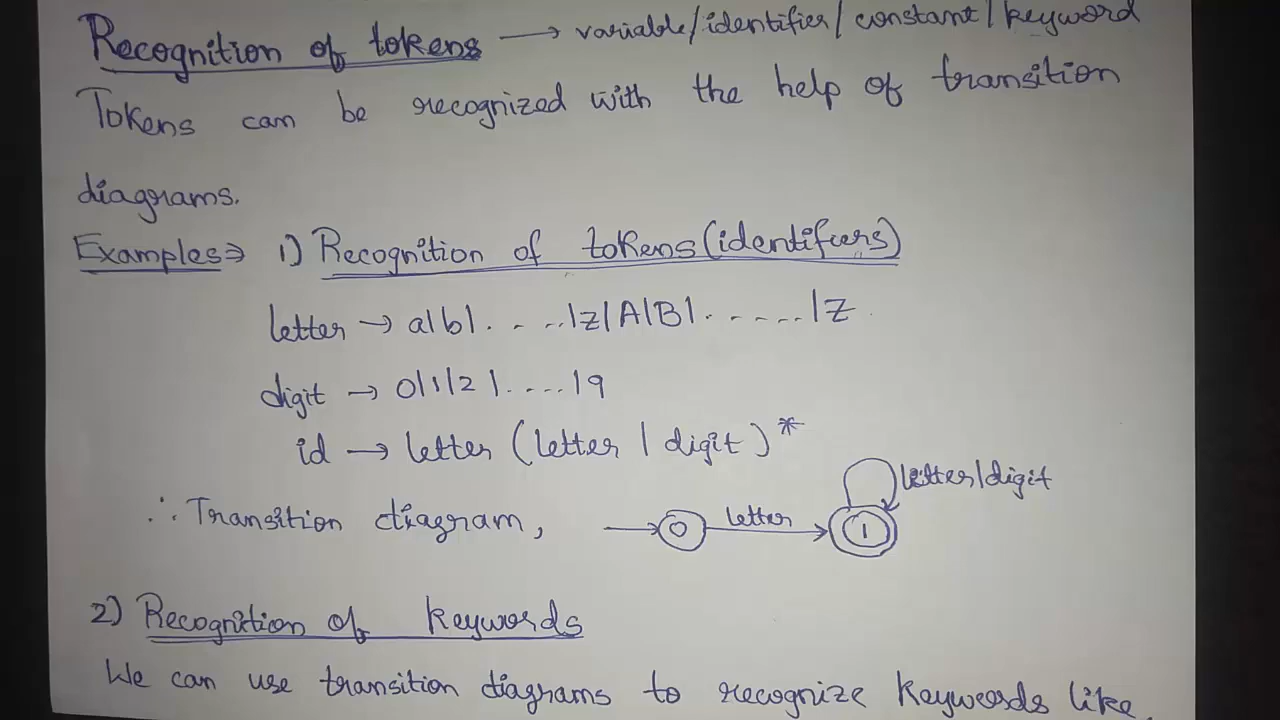 Recognition of tokens → variable/identifier/constant/keyword
Tokens can be recognized with the help of transition
diagrams.
Examples⇒ 1) Recognition of tokens(identifiers)
letter → a|b|.....|z|A|B|.......|Z
digit → 0|1|2|.....|9
id → letter (letter | digit)*
∴ Transition diagram, 0 letter 1 letter/digit
2) Recognition of keywords
We can use transition diagrams to recognize keywords like